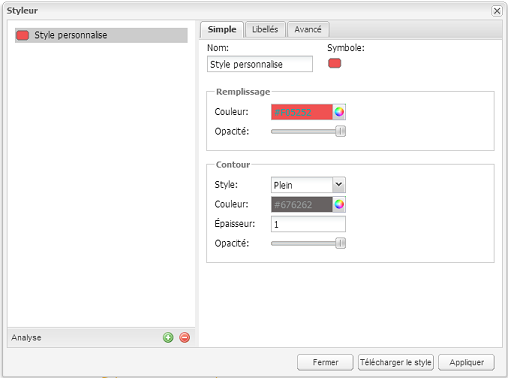 Styleur
Style personnalise
Simple
Libellés
Avancé
Nom:
Symbole:
Style personnalise
Remplissage
Couleur:
Opacité:
Contour
Style:
Plein
Couleur:
#676262
Épaisseur:
1
Opacité:
Analyse
Fermer
Télécharger le style
Appliquer